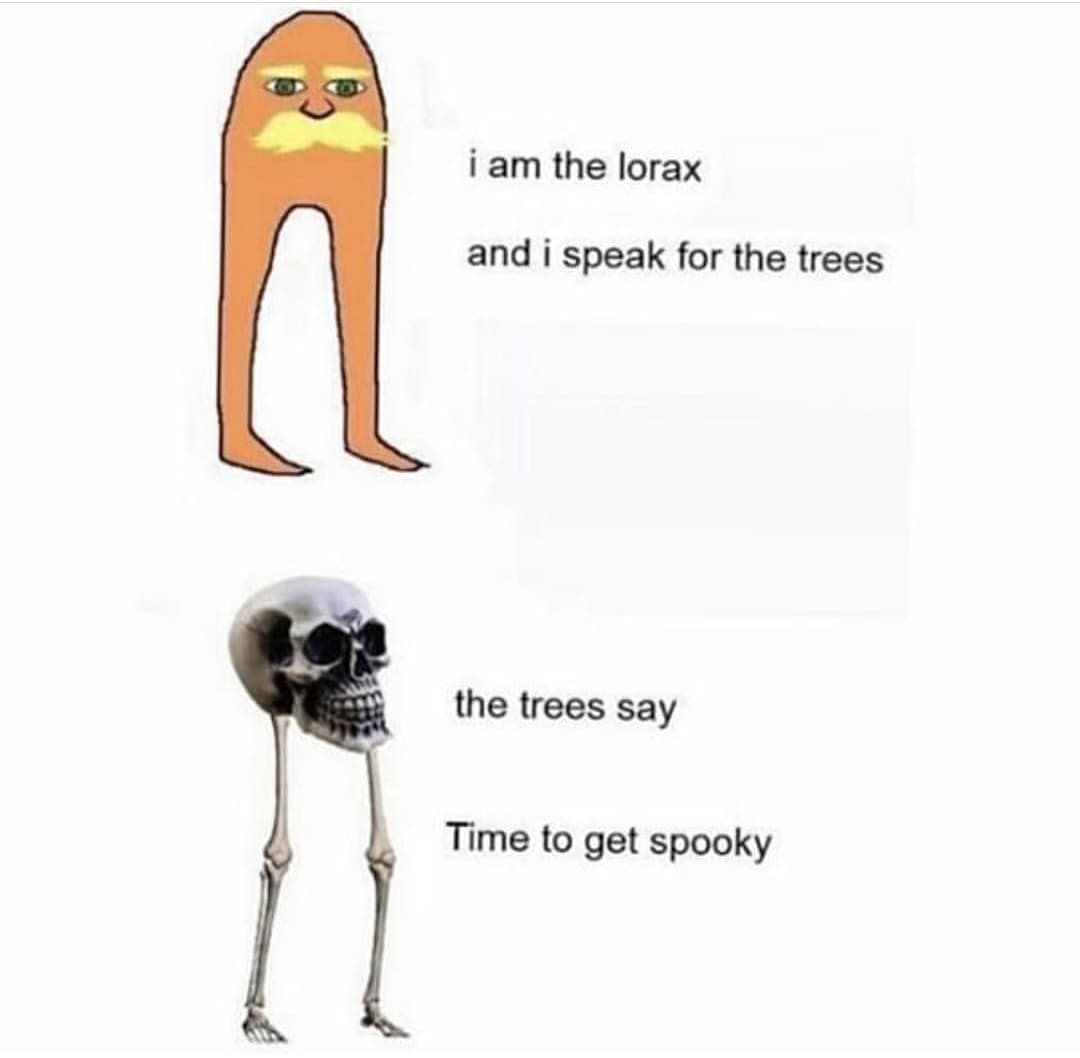 i am the lorax
and i speak for the trees
the trees say
Time to get spooky